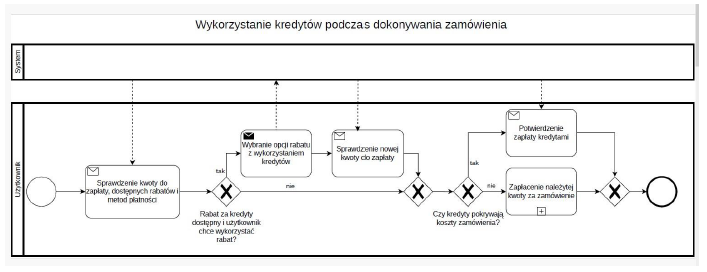 Wykorzystanie kredytów podczas dokonywania zamówienia
System
Użytkownik
Sprawdzenie kwoty do
zapłaty, dostępnych rabatów i
metod płatności
tak
nie
Rabat za kredyty
dostępny i użytkownik
chce wykorzystać
rabat?
Wybranie opcji rabatu
z wykorzystaniem
kredytów
Sprawdzenie nowej
kwoty do zapłaty
Czy kredyty pokrywają
koszty zamówienia?
tak
nie
Potwierdzenie
zapłaty kredytami
Zapłacenie należytej
kwoty za zamówienie